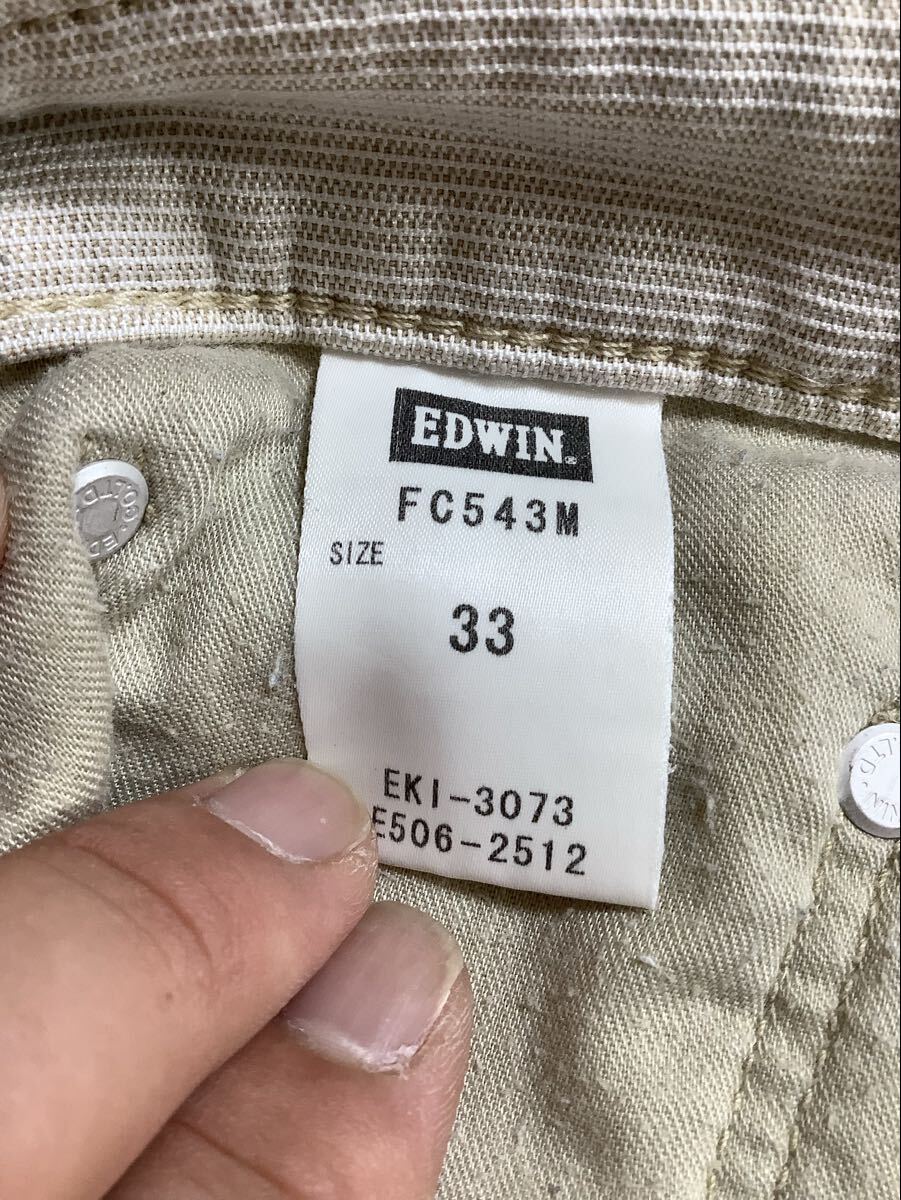 EDWIN.
FC543M
SIZE
33
EKI-3073
E506-2512